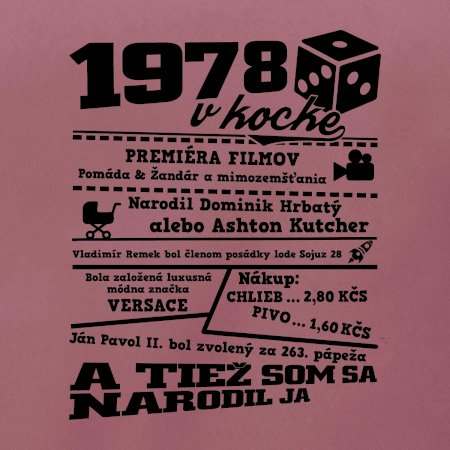 1978
v kocke
PREMIÉRA FILMOV
Pomáda & Žandár a mimozemšťania
Narodil Dominik Hrbatý
alebo Ashton Kutcher
Vladimír Remek bol členom posádky lode Sojuz 28
Bola založená luxusná
módna značka
VERSACE
Nákup:
CHLIEB ... 2,80 KČS
PIVO ... 1,60 KČS
Ján Pavol II. bol zvolený za 263. pápeža
A TIEŽ SOM SA
NARODIL JA